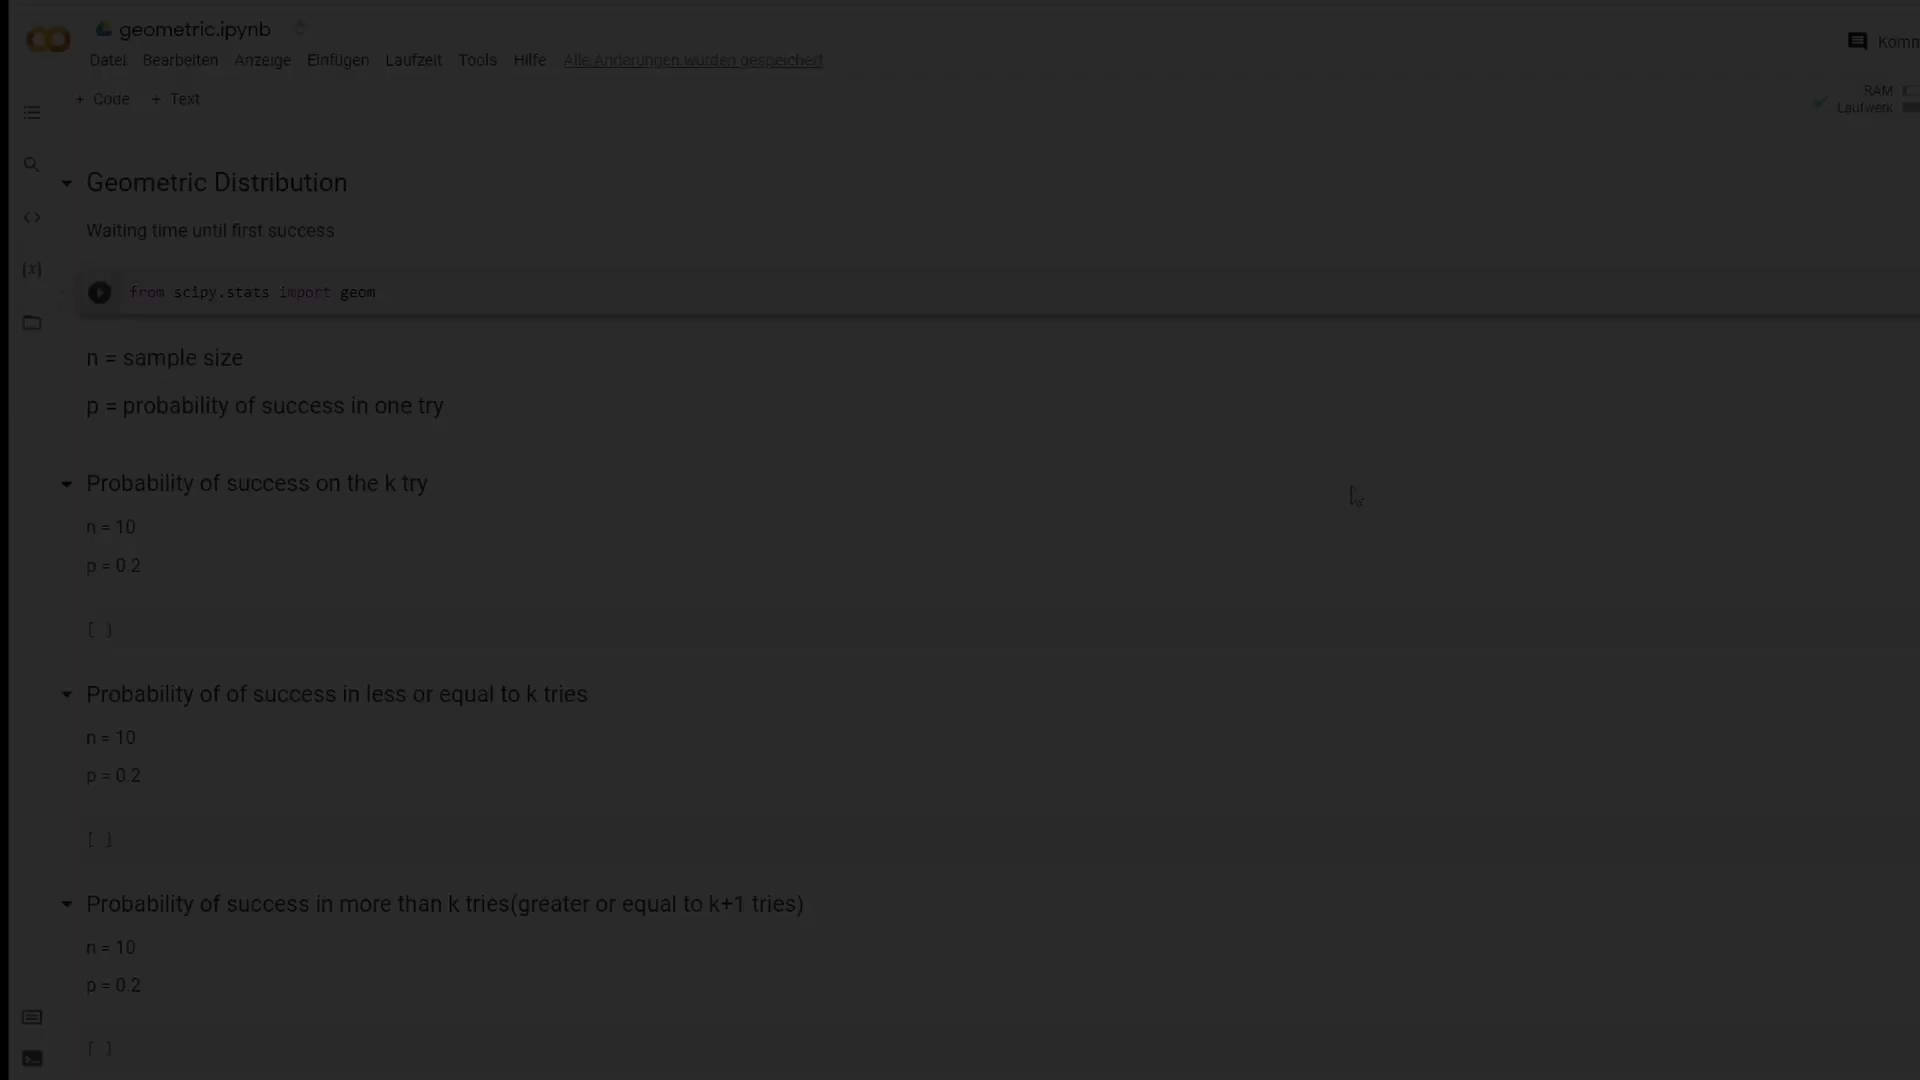 geometric.ipynb
Datei Bearbeiten Anzeige Einfügen Laufzeit Tools Hilfe Alle Änderungen wurden gespeichert
+ Code + Text
RAM
Laufwerk
Geometric Distribution
Waiting time until first success
from scipy.stats import geom
n = sample size
p = probability of success in one try
Probability of success on the k try
n = 10
p = 0.2
[ ]
Probability of of success in less or equal to k tries
n = 10
p = 0.2
[ ]
Probability of success in more than k tries(greater or equal to k+1 tries)
n = 10
p = 0.2
[ ]